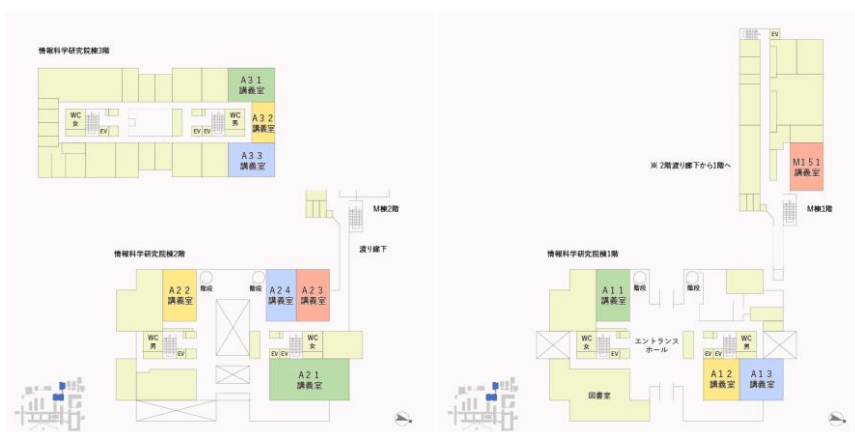 情報科学研究院棟3階
A31
講義室
WC
女
EV
EV EV
WC
男
A32
講義室
A33
講義室
M棟2階
渡り廊下
情報科学研究院棟2階
A22
講義室
階段
階段
A24
講義室
A23
講義室
WC
男
EV
EV EV
WC
女
A21
講義室
EV
※ 2階渡り廊下から1階へ
M151
講義室
M棟1階
情報科学研究院棟1階
A11
講義室
階段
階段
WC
女
EV
エントランス
ホール
EV EV
WC
男
A12
講義室
A13
講義室
図書室